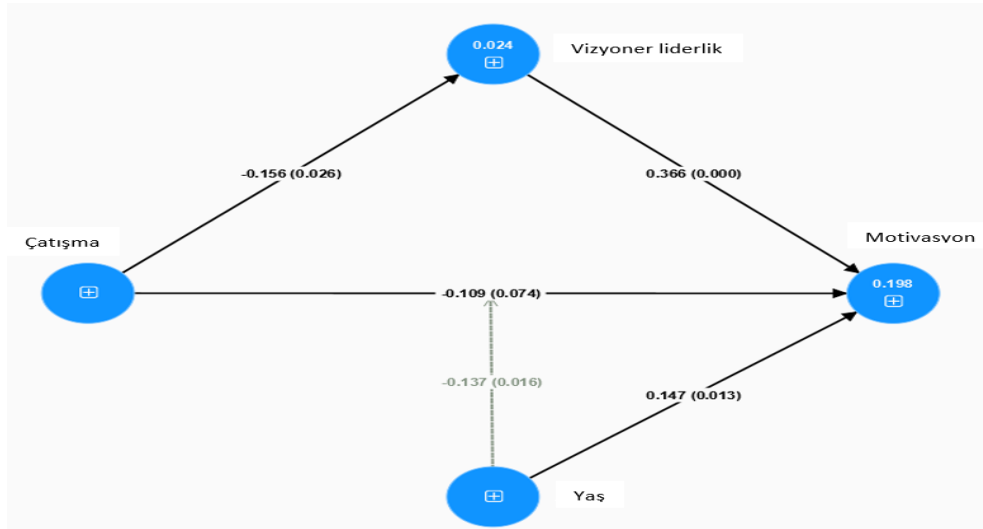 0.024
Vizyoner liderlik
-0.156 (0.026)
0.366 (0.000)
Çatışma
Motivasyon
-0.109 (0.074)
0.198
-0.137 (0.016)
0.147 (0.013)
Yaş